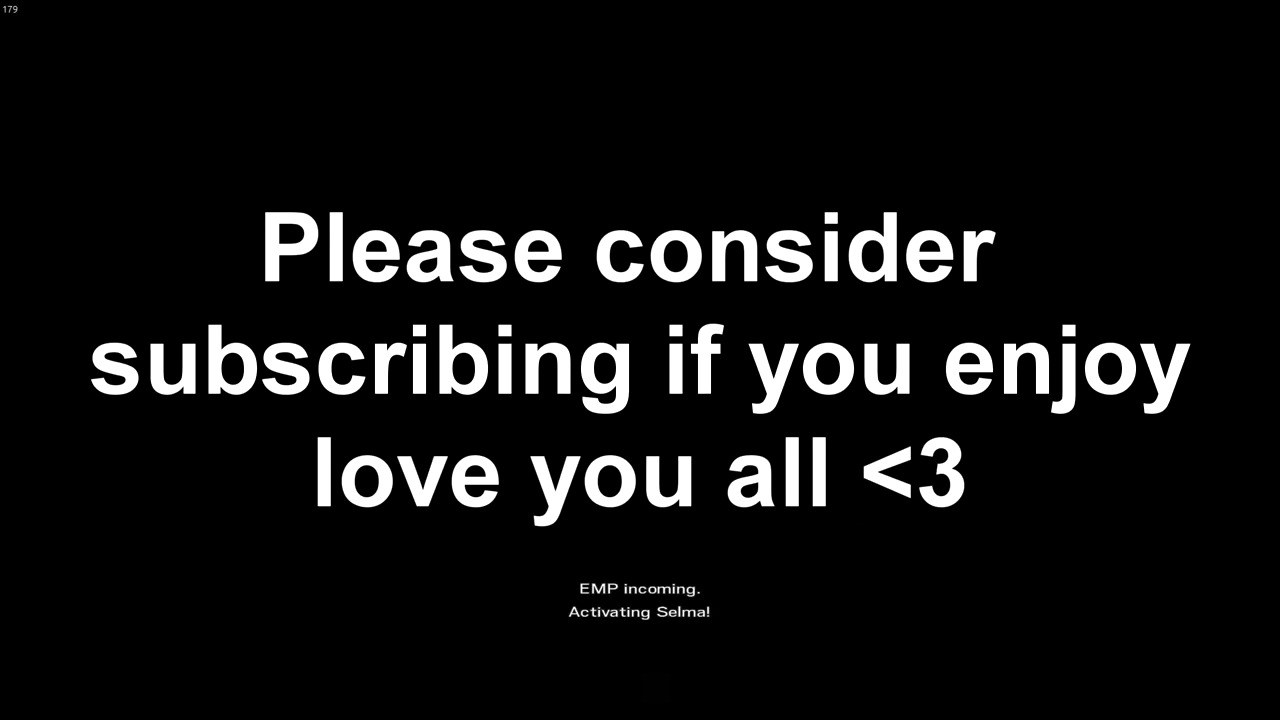 179
Please consider
subscribing if you enjoy
love you all <3
EMP incoming.
Activating Selma!